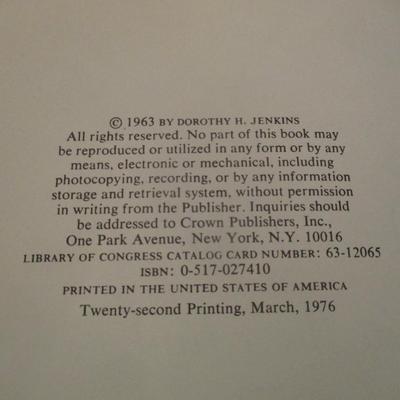 © 1963 BY DOROTHY H. JENKINS
All rights reserved. No part of this book may
be reproduced or utilized in any form or by any
means, electronic or mechanical, including
photocopying, recording, or by any information
storage and retrieval system, without permission
in writing from the Publisher. Inquiries should
be addressed to Crown Publishers, Inc.,
One Park Avenue, New York, N.Y. 10016
LIBRARY OF CONGRESS CATALOG CARD NUMBER: 63-12065
ISBN: 0-517-027410
PRINTED IN THE UNITED STATES OF AMERICA
Twenty-second Printing, March, 1976